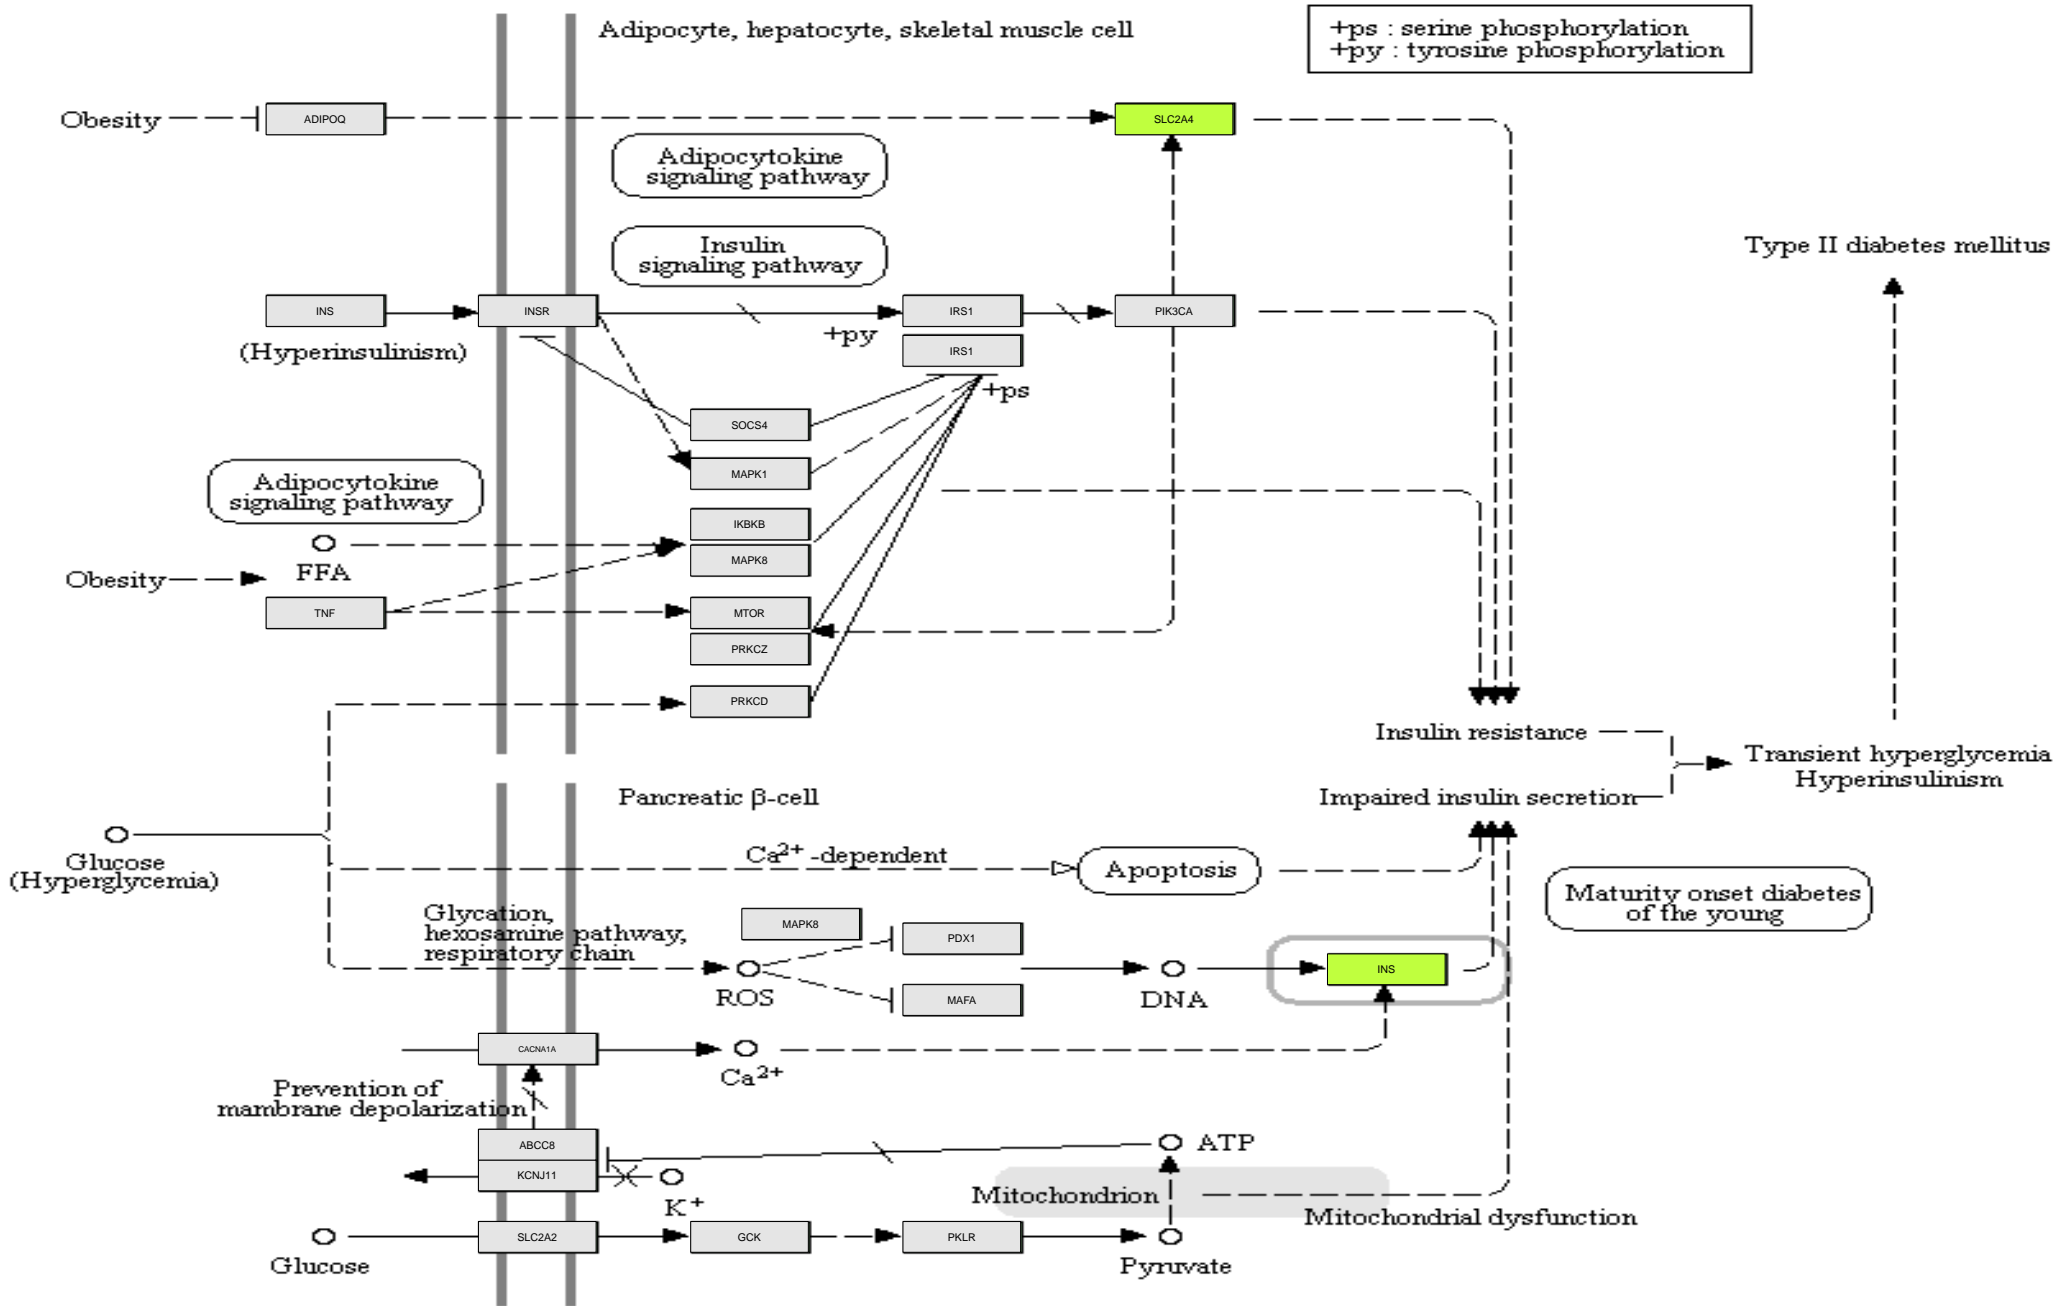 Adipocyte, hepatocyte, skeletal muscle cell
+ps : serine phosphorylation
+py : tyrosine phosphorylation
Obesity
ADIPOQ
SLC2A4
Adipocytokine
signaling pathway
Insulin
signaling pathway
Type II diabetes mellitus
INS
INSR
IRS1
PIK3CA
+py
(Hyperinsulinism)
IRS1
+ps
SOCS4
MAPK1
Adipocytokine
signaling pathway
IKBKB
MAPK8
FFA
Obesity
TNF
MTOR
PRKCZ
PRKCD
Insulin resistance
Transient hyperglycemia
Hyperinsulinism
Pancreatic β-cell
Impaired insulin secretion
Glucose
(Hyperglycemia)
Ca2+ -dependent
Apoptosis
Maturity onset diabetes
of the young
Glycation,
hexosamine pathway,
respiratory chain
MAPK8
PDX1
ROS
MAFA
DNA
INS
CACNA1A
Ca2+
Prevention of
mambrane depolarization
ABCC8
KCNJ11
K+
ATP
Mitochondrion
Mitochondrial dysfunction
Glucose
SLC2A2
GCK
PKLR
Pyruvate